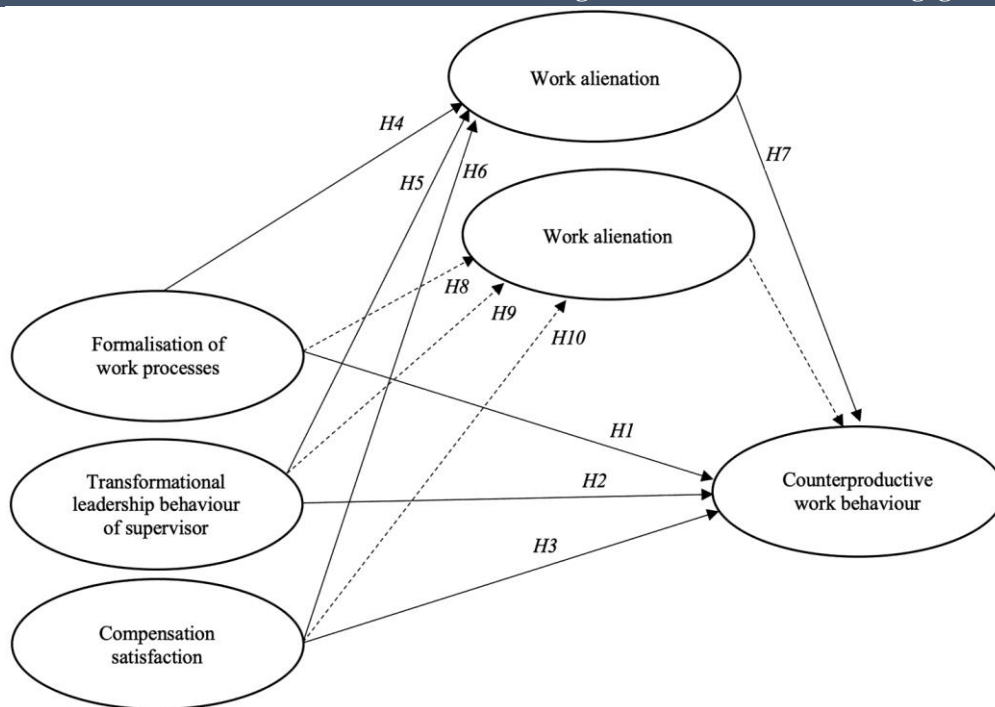 Work alienation
H4
H7
H5
H6
Work alienation
H8
H9
H10
Formalisation of
work processes
H1
Transformational
leadership behaviour
of supervisor
H2
Counterproductive
work behaviour
H3
Compensation
satisfaction